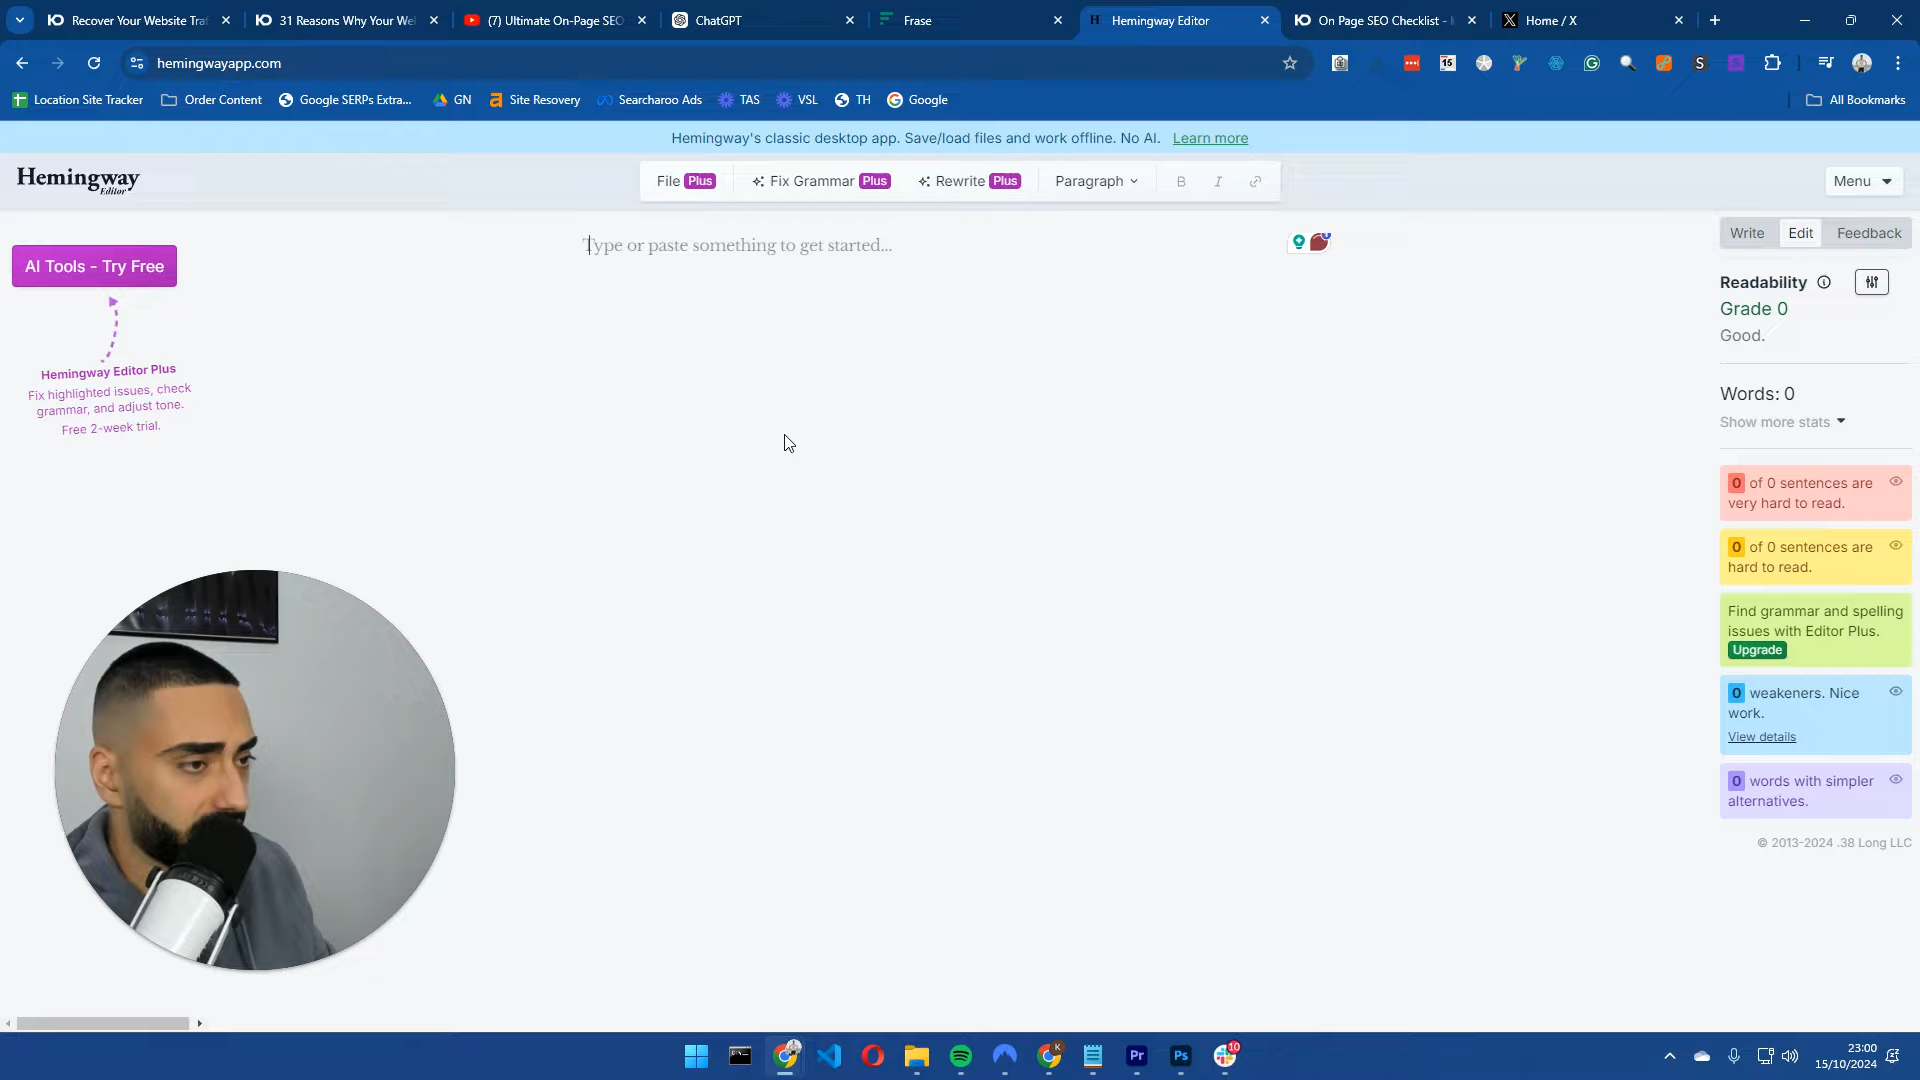 Recover Your Website Traf
31 Reasons Why Your We
(7) Ultimate On-Page SEO
ChatGPT
Frase
Hemingway Editor
On Page SEO Checklist -
Home / X
hemingwayapp.com
Location Site Tracker
Order Content
Google SERPs Extra...
GN
Site Recovery
Searcharoo Ads
TAS
VSL
TH
Google
All Bookmarks
Hemingway's classic desktop app. Save/load files and work offline. No AI. Learn more
Hemingway
Editor
File Plus
Fix Grammar Plus
Rewrite Plus
Paragraph
B
I
Menu
Type or paste something to get started...
AI Tools - Try Free
Hemingway Editor Plus
Fix highlighted issues, check
grammar, and adjust tone.
Free 2-week trial.
Write
Edit
Feedback
Readability
Grade 0
Good.
Words: 0
Show more stats
0 of 0 sentences are
very hard to read.
0 of 0 sentences are
hard to read.
Find grammar and spelling
issues with Editor Plus.
Upgrade
0 weakeners. Nice
work.
View details
0 words with simpler
alternatives.
© 2013-2024 .38 Long LLC
23:00
15/10/2024